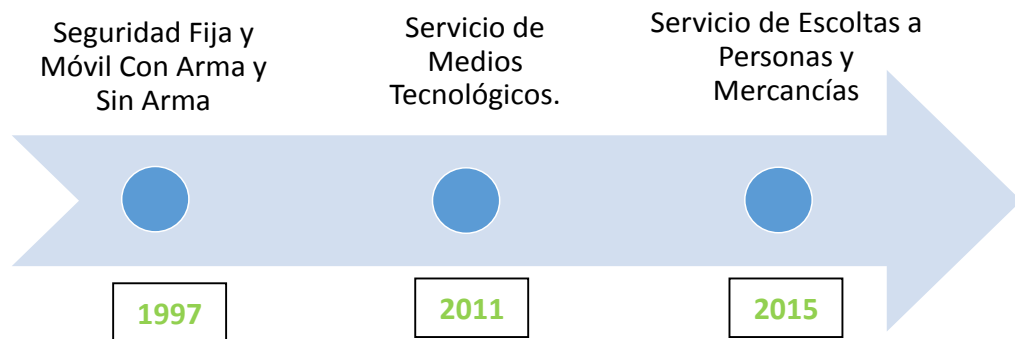 Seguridad Fija y
Móvil Con Arma y
Sin Arma
Servicio de
Medios
Tecnológicos.
Servicio de Escoltas a
Personas y
Mercancías
1997
2011
2015